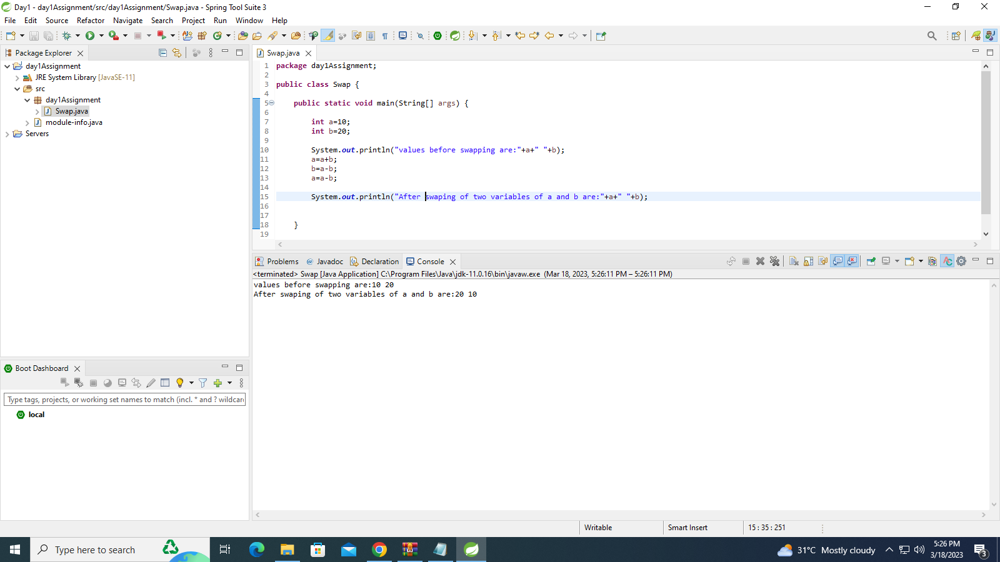 Day1 - day1Assignment/src/day1Assignment/Swap.java - Spring Tool Suite 3
File Edit Source Refactor Navigate Search Project Run Window Help
Package Explorer
day1Assignment
JRE System Library [JavaSE-11]
src
day1Assignment
Swap.java
module-info.java
Servers
Swap.java
1 package day1Assignment;
2
3 public class Swap {
4
5 public static void main(String[] args) {
6
7 int a=10;
8 int b=20;
9
10 System.out.println("values before swapping are:"+a+" "+b);
11 a=a+b;
12 b=a-b;
13 a=a-b;
14
15 System.out.println("After swaping of two variables of a and b are:"+a+" "+b);
16
17
18 }
19
Problems @ Javadoc Declaration Console
<terminated> Swap [Java Application] C:\Program Files\Java\jdk-11.0.16\bin\javaw.exe (Mar 18, 2023, 5:26:11 PM – 5:26:11 PM)
values before swapping are:10 20
After swaping of two variables of a and b are:20 10
Boot Dashboard
Type tags, projects, or working set names to match (incl. * and ? wildcar
local
Writable Smart Insert 15 : 35 : 251
Type here to search
31°C Mostly cloudy
5:26 PM
3/18/2023
3